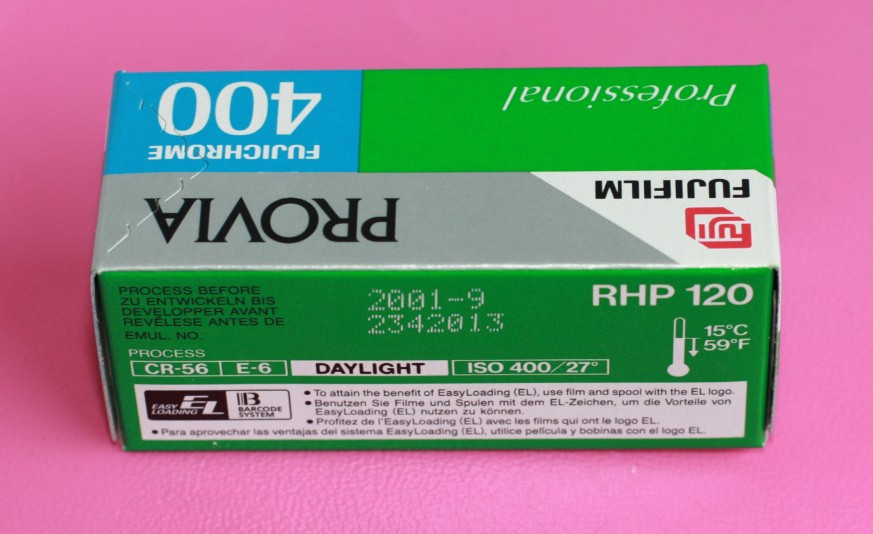 Professional
FUJICHROME
400
FUJIFILM
PROVIA
FUJI
PROCESS BEFORE
ZU ENTWICKELN BIS
DEVELOPPER AVANT
REVÉLESE ANTES DE
EMUL. NO.
2001-9
2342013
RHP 120
15°C
59°F
PROCESS
CR-56 E-6 DAYLIGHT ISO 400/27°
EASY LOADING EL
B BARCODE SYSTEM
• To attain the benefit of EasyLoading (EL), use film and spool with the EL logo.
• Benutzen Sie Filme und Spulen mit dem EL-Zeichen, um die Vorteile von
EasyLoading (EL) nutzen zu können.
• Profitez de l'EasyLoading (EL) avec les films qui ont le logo EL.
• Para aprovechar las ventajas del sistema EasyLoading (EL), utilice película y bobinas con el logo EL.